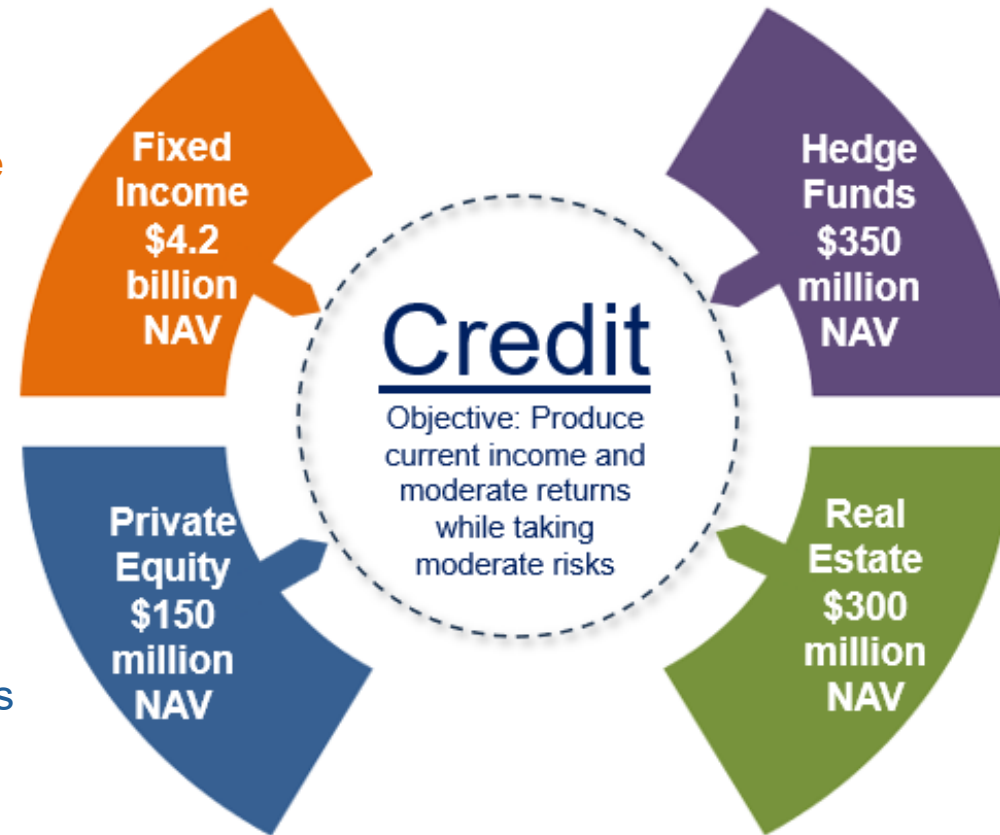 Fixed
Income
$4.2
billion
NAV
Hedge
Funds
$350
million
NAV
Credit
Objective: Produce
current income and
moderate returns
while taking
moderate risks
Private
Equity
$150
million
NAV
Real
Estate
$300
million
NAV